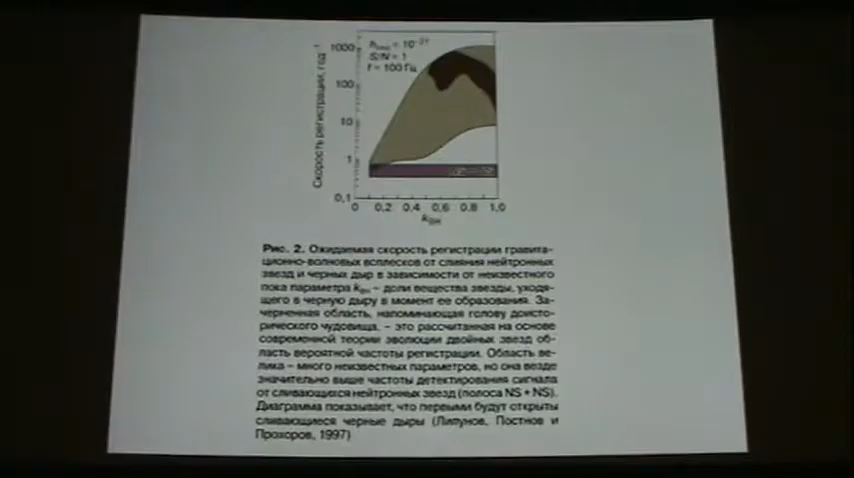 1000
100
10
1
0,1
Скорость регистрации, год⁻¹
S/N = 1
f = 100 Гц
0 0,2 0,4 0,6 0,8 1,0
Рис. 2. Ожидаемая скорость регистрации гравита-
ционно-волновых всплесков от слияния нейтронных
звезд и черных дыр в зависимости от неизвестного
пока параметра kBH – доли вещества звезды, уходя-
щего в черную дыру в момент ее образования. За-
черненная область, напоминающая голову доисто-
рического чудовища, – это рассчитанная на основе
современной теории эволюции двойных звезд об-
ласть вероятной частоты регистрации. Область ве-
лика – много неизвестных параметров, но она везде
значительно выше частоты детектирования сигнала
от сливающихся нейтронных звезд (полоса NS + NS).
Диаграмма показывает, что первыми будут открыты
сливающиеся черные дыры (Липунов, Постнов и
Прохоров, 1997)